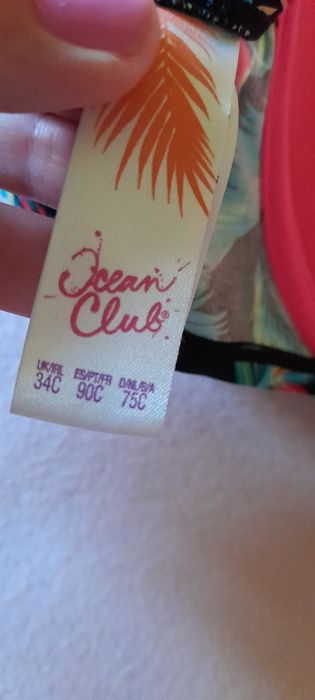 Ocean
Club®
UK/IRL ES/PT/FR D/NL/B/A
34C 90C 75C